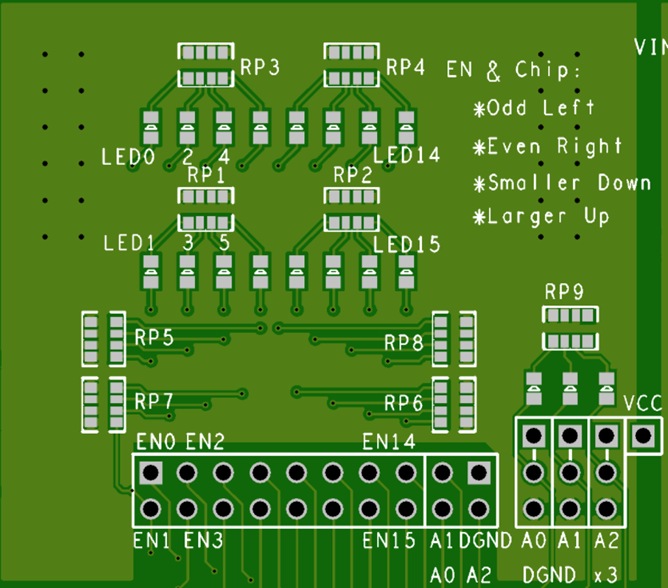 VIN
RP3
RP4
EN & Chip:
*Odd Left
LED0 2 4
LED14
*Even Right
RP1
RP2
*Smaller Down
*Larger Up
LED1 3 5
LED15
RP9
RP5
RP8
RP7
RP6
VCC
EN0 EN2
EN14
EN1 EN3
EN15 A1 DGND
A0 A1 A2
A0 A2
DGND x3